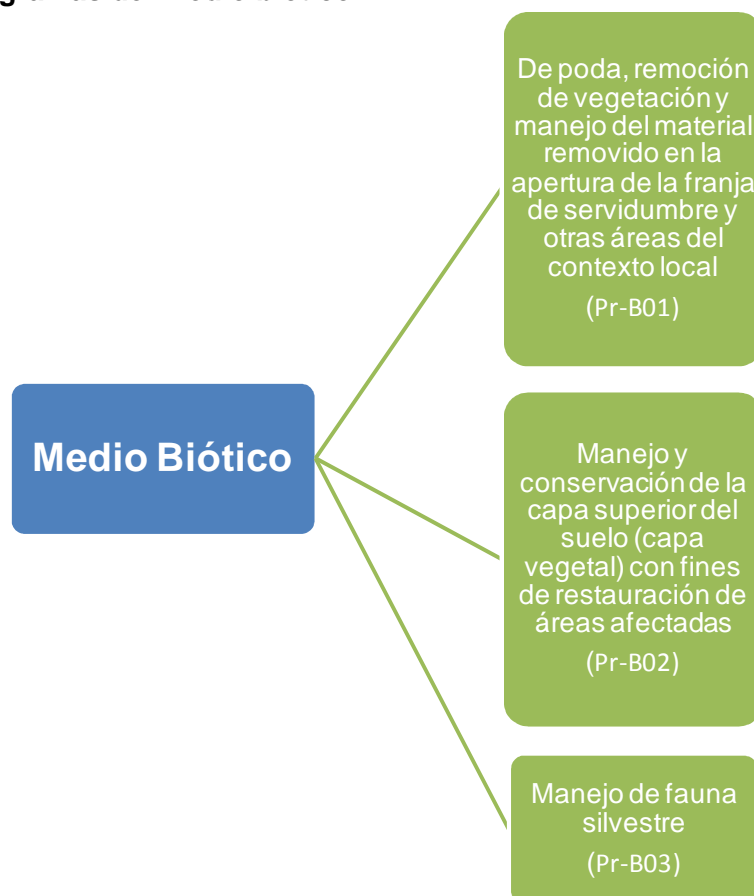 De poda, remoción
de vegetación y
manejo del material
removido en la
apertura de la franja
de servidumbre y
otras áreas del
contexto local
(Pr-B01)
Medio Biótico
Manejo y
conservación de la
capa superior del
suelo (capa
vegetal) con fines
de restauración de
áreas afectadas
(Pr-B02)
Manejo de fauna
silvestre
(Pr-B03)